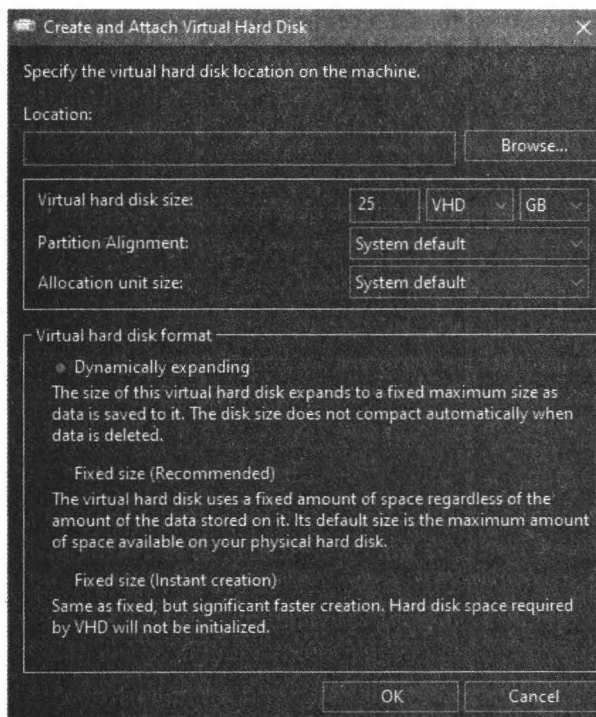 Create and Attach Virtual Hard Disk
Specify the virtual hard disk location on the machine.
Location:
Browse...
Virtual hard disk size: 25 VHD GB
Partition Alignment: System default
Allocation unit size: System default
Virtual hard disk format
Dynamically expanding
The size of this virtual hard disk expands to a fixed maximum size as
data is saved to it. The disk size does not compact automatically when
data is deleted.
Fixed size (Recommended)
The virtual hard disk uses a fixed amount of space regardless of the
amount of the data stored on it. Its default size is the maximum amount
of space available on your physical hard disk.
Fixed size (Instant creation)
Same as fixed, but significant faster creation. Hard disk space required
by VHD will not be initialized.
OK Cancel